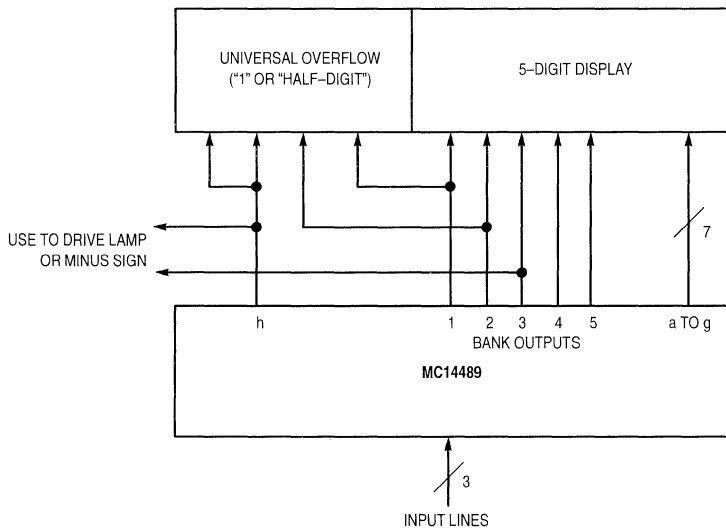 UNIVERSAL OVERFLOW
(“1” OR “HALF–DIGIT”)
5–DIGIT DISPLAY
USE TO DRIVE LAMP
OR MINUS SIGN
7
h
1 2 3 4 5
a TO g
BANK OUTPUTS
MC14489
3
INPUT LINES